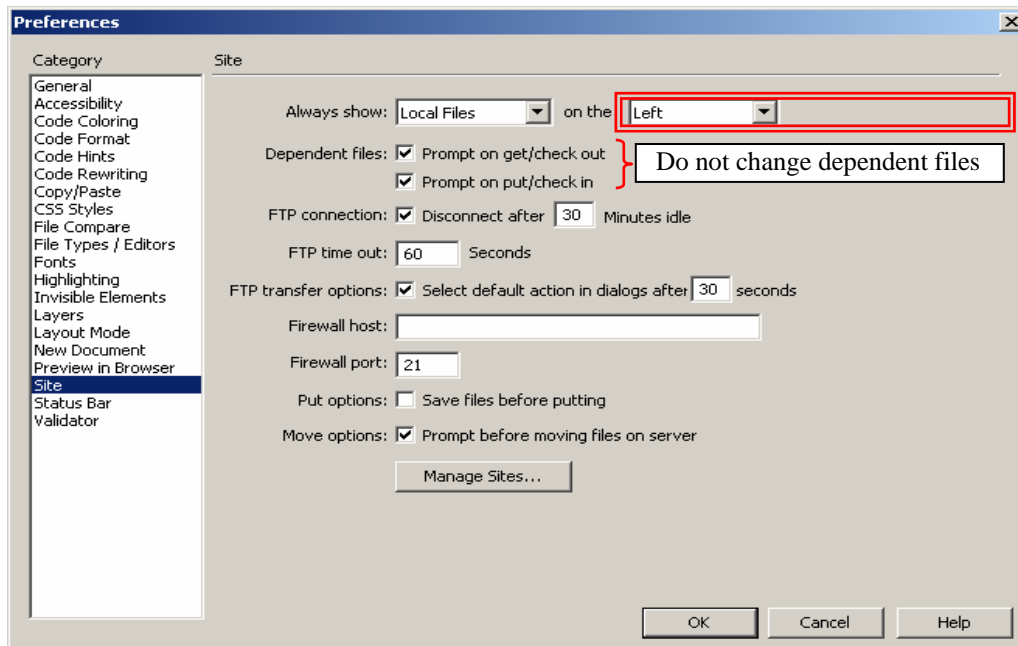 Preferences
Category
General
Accessibility
Code Coloring
Code Format
Code Hints
Code Rewriting
Copy/Paste
CSS Styles
File Compare
File Types / Editors
Fonts
Highlighting
Invisible Elements
Layers
Layout Mode
New Document
Preview in Browser
Site
Status Bar
Validator
Site
Always show: Local Files on the Left
Dependent files: Prompt on get/check out
Prompt on put/check in
Do not change dependent files
FTP connection: Disconnect after 30 Minutes idle
FTP time out: 60 Seconds
FTP transfer options: Select default action in dialogs after 30 seconds
Firewall host:
Firewall port: 21
Put options: Save files before putting
Move options: Prompt before moving files on server
Manage Sites...
OK Cancel Help